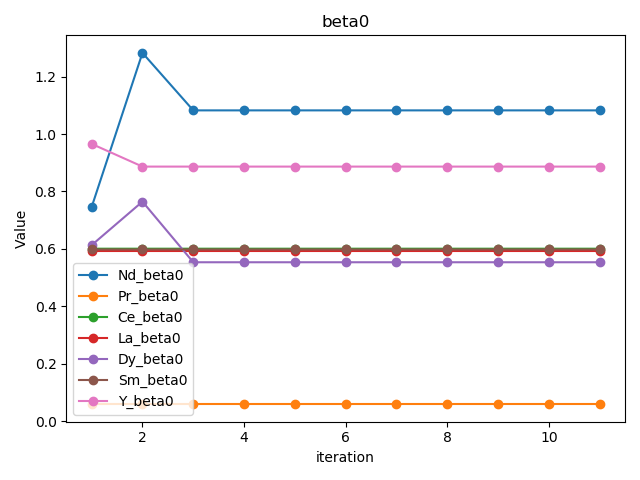 beta0
Value
1.2
1.0
0.8
0.6
0.4
0.2
0.0
Nd_beta0
Pr_beta0
Ce_beta0
La_beta0
Dy_beta0
Sm_beta0
Y_beta0
2 4 6 8 10
iteration